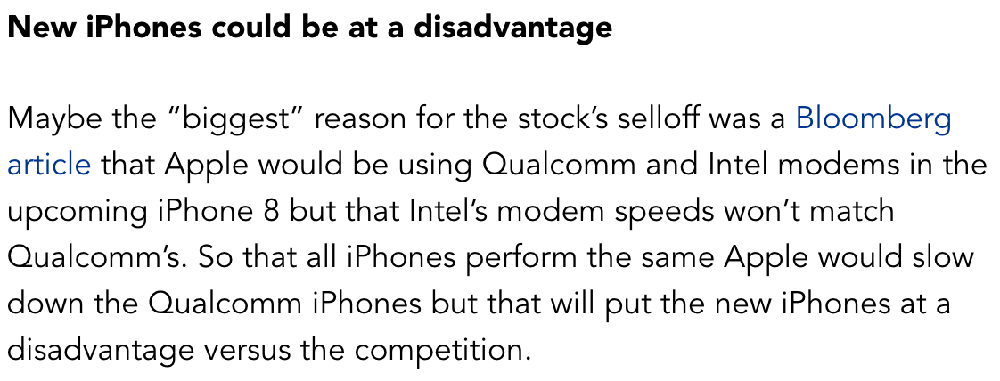 New iPhones could be at a disadvantage
Maybe the “biggest” reason for the stock’s selloff was a Bloomberg
article that Apple would be using Qualcomm and Intel modems in the
upcoming iPhone 8 but that Intel’s modem speeds won’t match
Qualcomm’s. So that all iPhones perform the same Apple would slow
down the Qualcomm iPhones but that will put the new iPhones at a
disadvantage versus the competition.